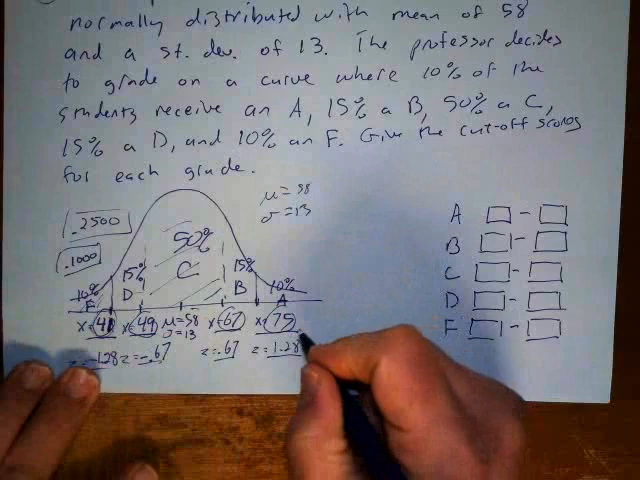 normally distributed with mean of 58
and a st. dev. of 13. The professor decides
to grade on a curve where 10% of the
students receive an A, 15% a B, 50% a C,
15% a D, and 10% an F. Give the cut-off scores
for each grade.
μ = 58
σ = 13
.2500
.1000
50%
C
15%
D
15%
B
10%
F
10%
A
x=41 x=49 μ=58 x=67 x=75
σ=13
z=-1.28 z=-.67 z=.67 z=1.28
A -
B -
C -
D -
F -